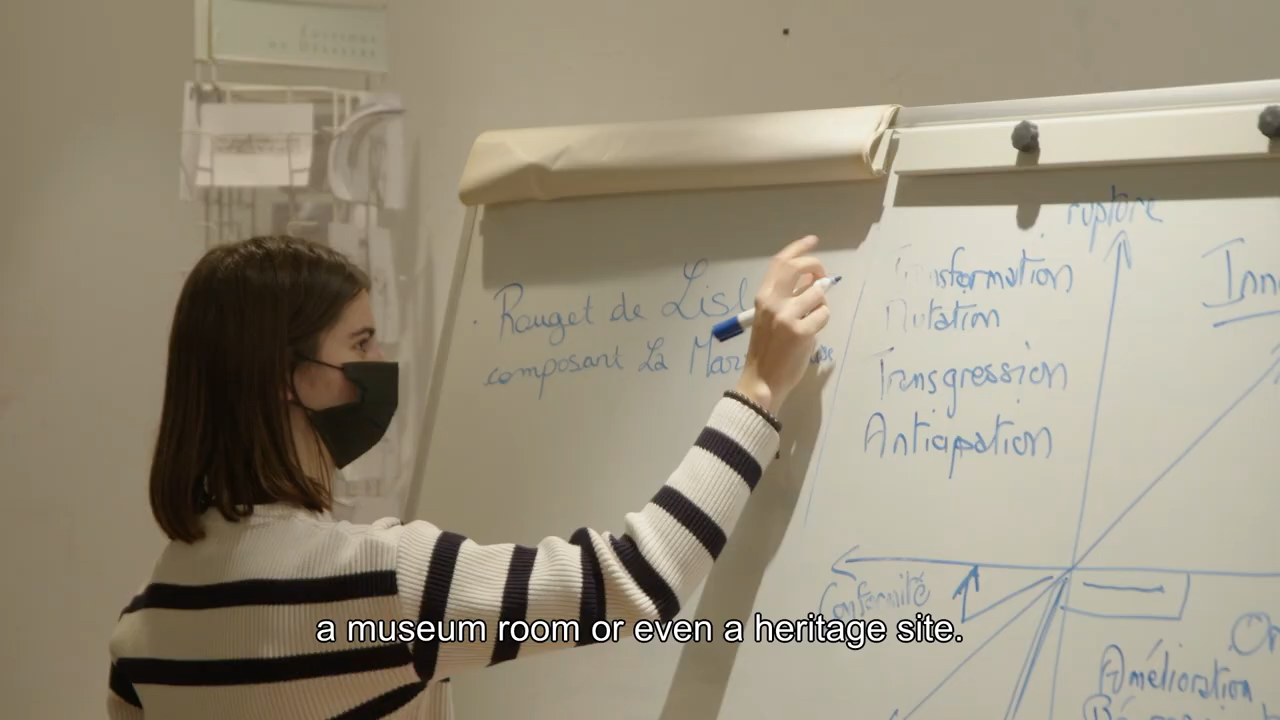 Rouget de Lisl
composant La Mar
rupture
Transformation
Mutation
Transgression
Anticipation
Inn
Conformité
Amélioration
a museum room or even a heritage site.